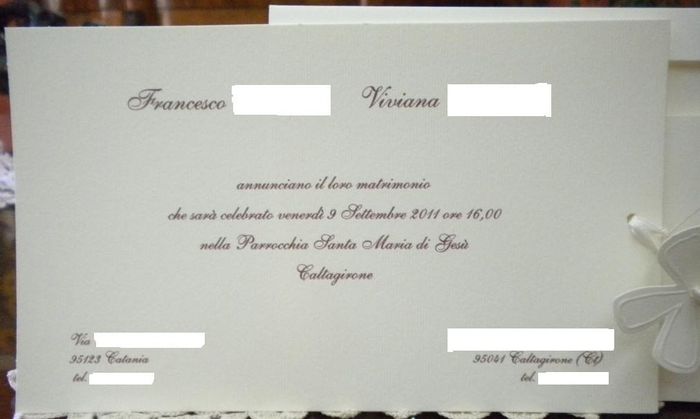 Francesco Viviana
annunciano il loro matrimonio
che sarà celebrato venerdì 9 Settembre 2011 ore 16,00
nella Parrocchia Santa Maria di Gesù
Caltagirone
Via
95123 Catania
tel.
95041 Caltagirone (Ct)
tel.